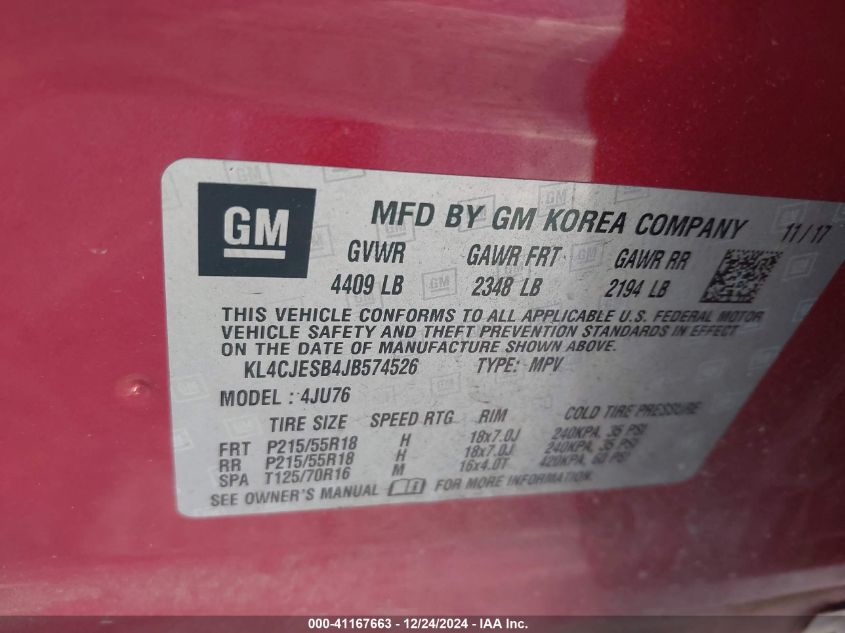 GM
MFD BY GM KOREA COMPANY 11/17
GVWR GAWR FRT GAWR RR
4409 LB 2348 LB 2194 LB
THIS VEHICLE CONFORMS TO ALL APPLICABLE U.S. FEDERAL MOTOR
VEHICLE SAFETY AND THEFT PREVENTION STANDARDS IN EFFECT
ON THE DATE OF MANUFACTURE SHOWN ABOVE.
KL4CJESB4JB574526 TYPE: MPV
MODEL : 4JU76
TIRE SIZE SPEED RTG RIM COLD TIRE PRESSURE
FRT P215/55R18 H 18x7.0J 240KPA, 35 PSI
RR P215/55R18 H 18x7.0J 240KPA, 35 PSI
SPA T125/70R16 M 16x4.0T 420KPA, 60 PSI
SEE OWNER'S MANUAL FOR MORE INFORMATION.
000-41167663 - 12/24/2024 - IAA Inc.